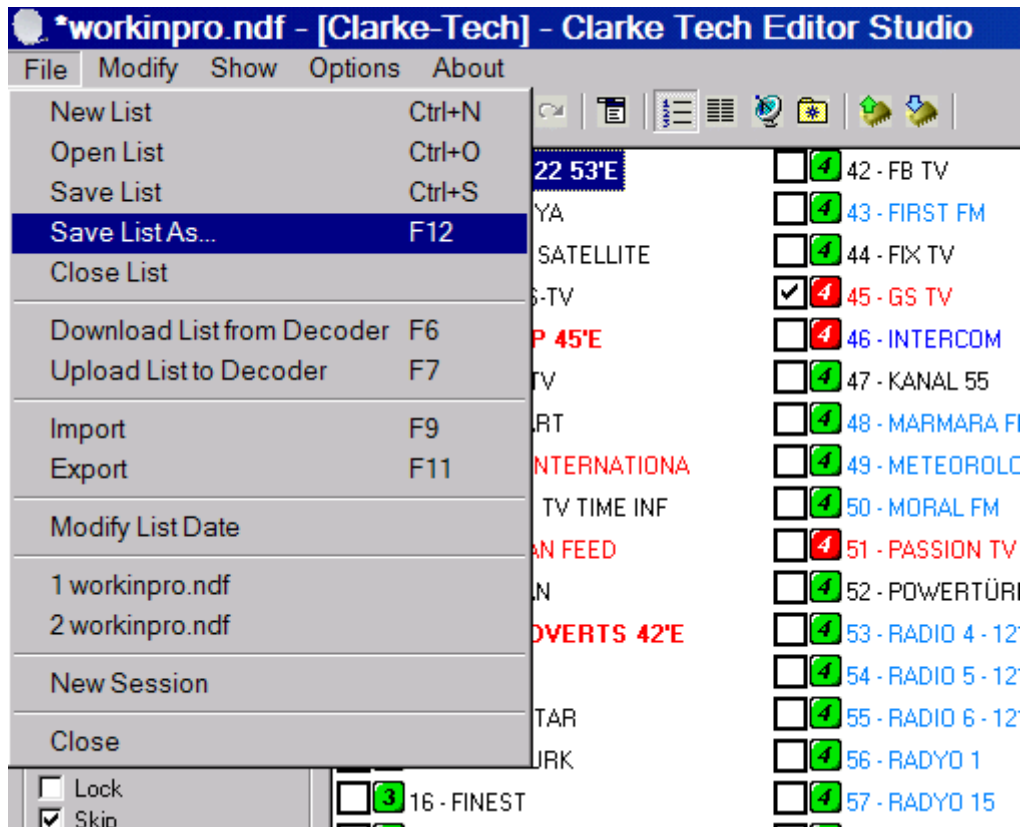 *workinpro.ndf - [Clarke-Tech] - Clarke Tech Editor Studio
File Modify Show Options About
New List Ctrl+N
Open List Ctrl+O
Save List Ctrl+S
Save List As... F12
Close List
Download List from Decoder F6
Upload List to Decoder F7
Import F9
Export F11
Modify List Date
1 workinpro.ndf
2 workinpro.ndf
New Session
Close
Lock
Skip
22 53'E
YA
SATELLITE
-TV
P 45'E
TV
RT
NTERNATIONA
TV TIME INF
AN FEED
N
OVERTS 42'E
TAR
URK
3 16 - FINEST
4 42 - FB TV
4 43 - FIRST FM
4 44 - FIX TV
4 45 - GS TV
4 46 - INTERCOM
4 47 - KANAL 55
4 48 - MARMARA F
4 49 - METEOROLO
4 50 - MORAL FM
4 51 - PASSION TV
4 52 - POWERTÜR
4 53 - RADIO 4 - 12
4 54 - RADIO 5 - 12
4 55 - RADIO 6 - 12
4 56 - RADYO 1
4 57 - RADYO 15